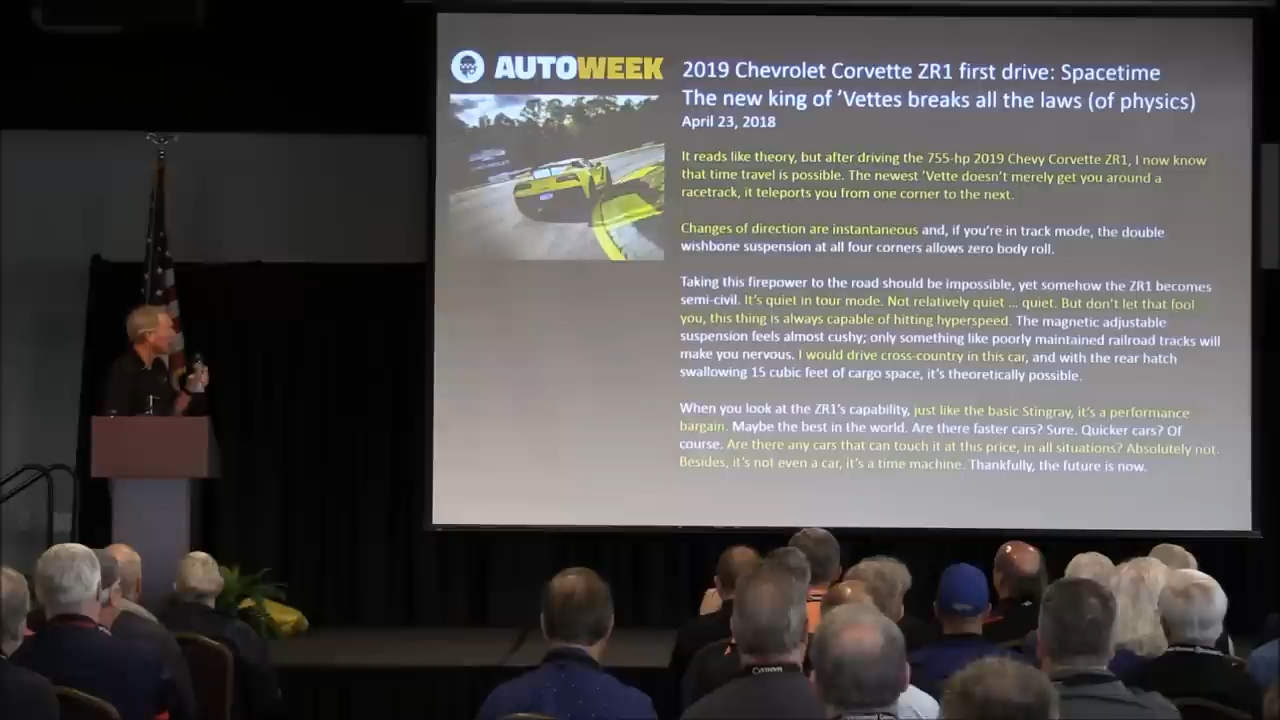 AUTOWEEK
2019 Chevrolet Corvette ZR1 first drive: Spacetime
The new king of ’Vettes breaks all the laws (of physics)
April 23, 2018
It reads like theory, but after driving the 755-hp 2019 Chevy Corvette ZR1, I now know
that time travel is possible. The newest ’Vette doesn’t merely get you around a
racetrack, it teleports you from one corner to the next.
Changes of direction are instantaneous and, if you’re in track mode, the double
wishbone suspension at all four corners allows zero body roll.
Taking this firepower to the road should be impossible, yet somehow the ZR1 becomes
semi-civil. It’s quiet in tour mode. Not relatively quiet … quiet. But don’t let that fool
you, this thing is always capable of hitting hyperspeed. The magnetic adjustable
suspension feels almost cushy; only something like poorly maintained railroad tracks will
make you nervous. I would drive cross-country in this car, and with the rear hatch
swallowing 15 cubic feet of cargo space, it’s theoretically possible.
When you look at the ZR1’s capability, just like the basic Stingray, it’s a performance
bargain. Maybe the best in the world. Are there faster cars? Sure. Quicker cars? Of
course. Are there any cars that can touch it at this price, in all situations? Absolutely not.
Besides, it’s not even a car, it’s a time machine. Thankfully, the future is now.
Canon